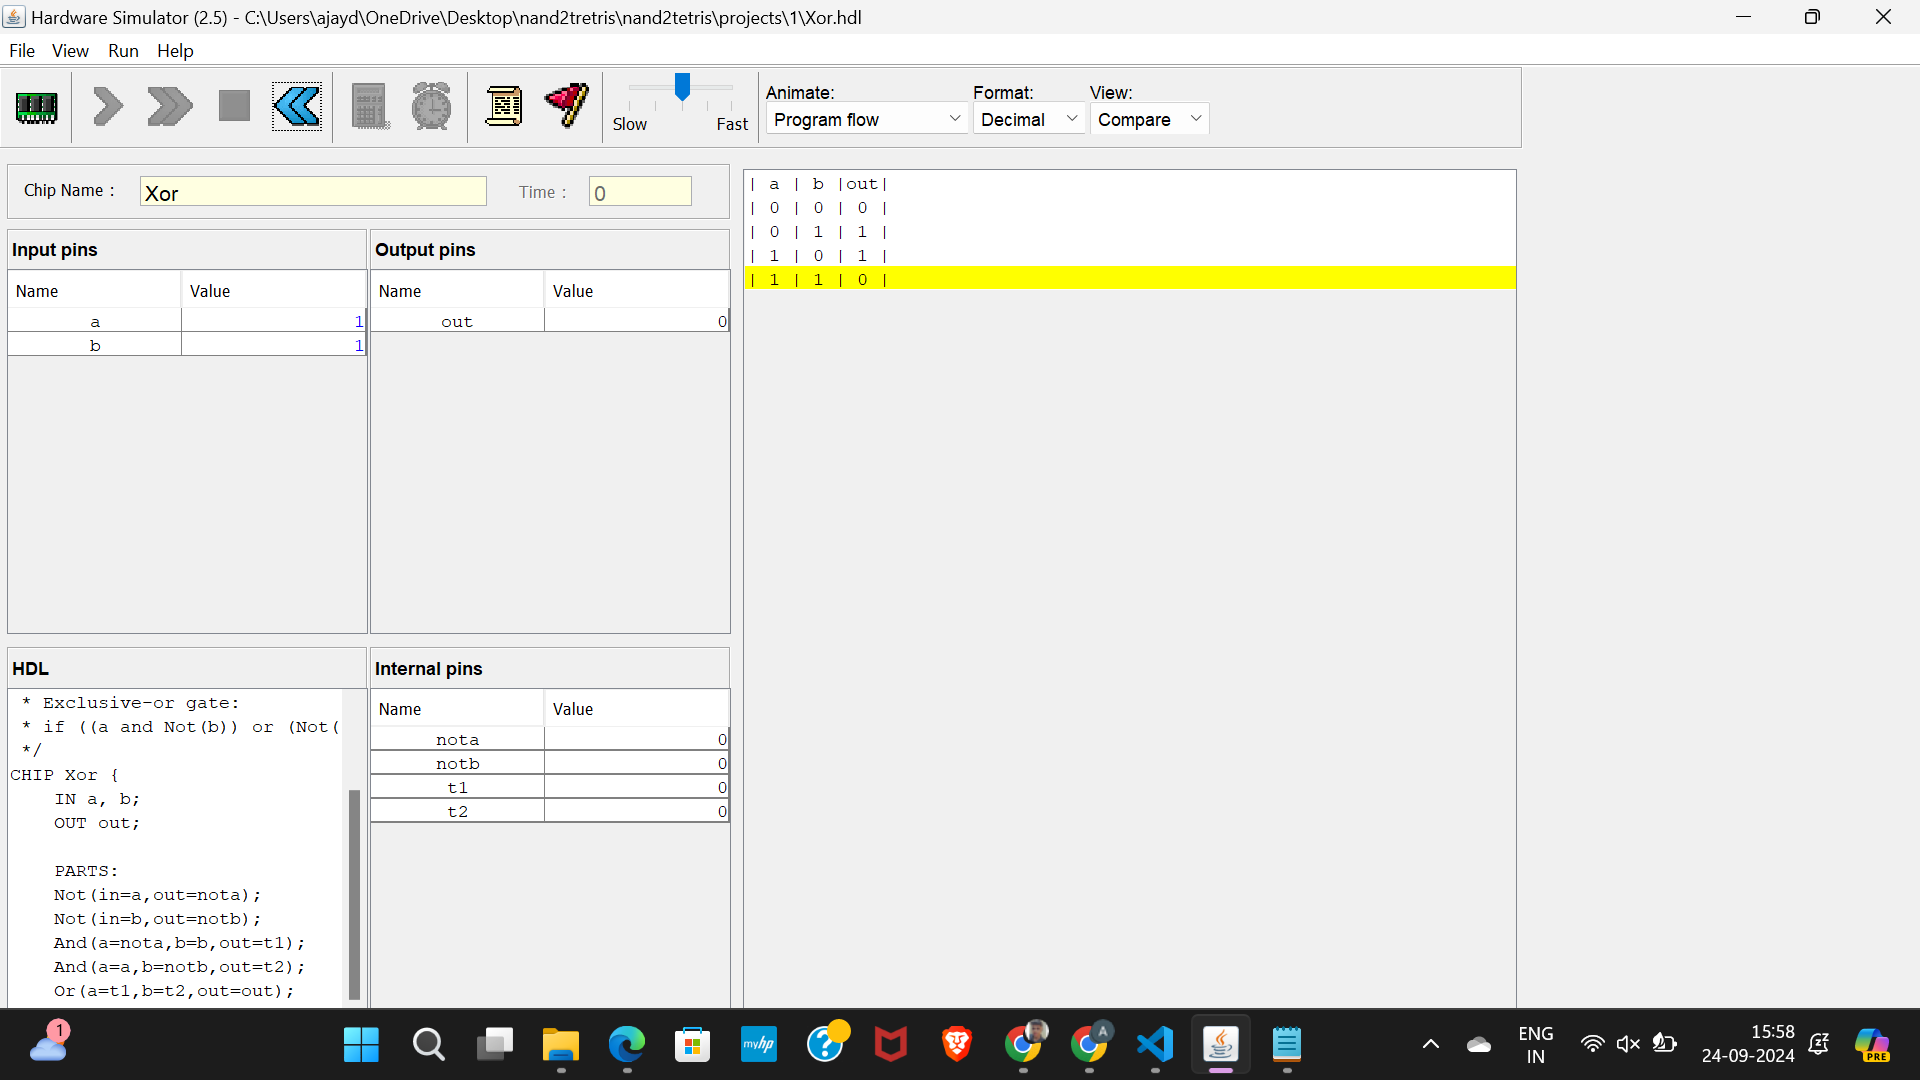 Hardware Simulator (2.5) - C:\Users\ajayd\OneDrive\Desktop\nand2tretris\nand2tetris\projects\1\Xor.hdl
File View Run Help
Slow Fast
Animate: Format: View:
Program flow Decimal Compare
Chip Name : Xor Time : 0
Input pins
Name Value
a 1
b 1
Output pins
Name Value
out 0
| a | b |out|
| 0 | 0 | 0 |
| 0 | 1 | 1 |
| 1 | 0 | 1 |
| 1 | 1 | 0 |
HDL
* Exclusive-or gate:
* if ((a and Not(b)) or (Not(
*/
CHIP Xor {
IN a, b;
OUT out;
PARTS:
Not(in=a,out=nota);
Not(in=b,out=notb);
And(a=nota,b=b,out=t1);
And(a=a,b=notb,out=t2);
Or(a=t1,b=t2,out=out);
Internal pins
Name Value
nota 0
notb 0
t1 0
t2 0
1
myhp
A
ENG
IN
15:58
24-09-2024
PRE